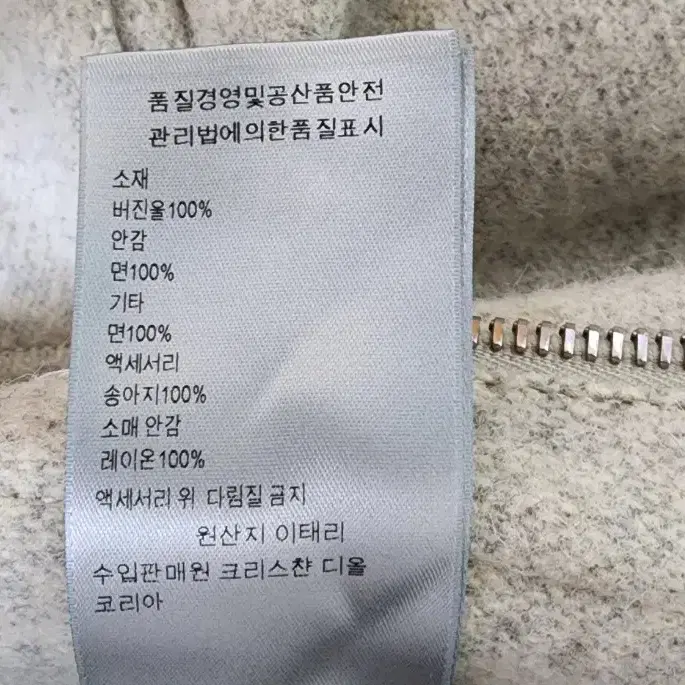 품질경영및공산품안전
관리법에의한품질표시
소재
버진울100%
안감
면100%
기타
면100%
액세서리
송아지100%
소매 안감
레이온100%
액세서리 위 다림질 금지
원산지 이태리
수입판매원 크리스챤 디올
코리아